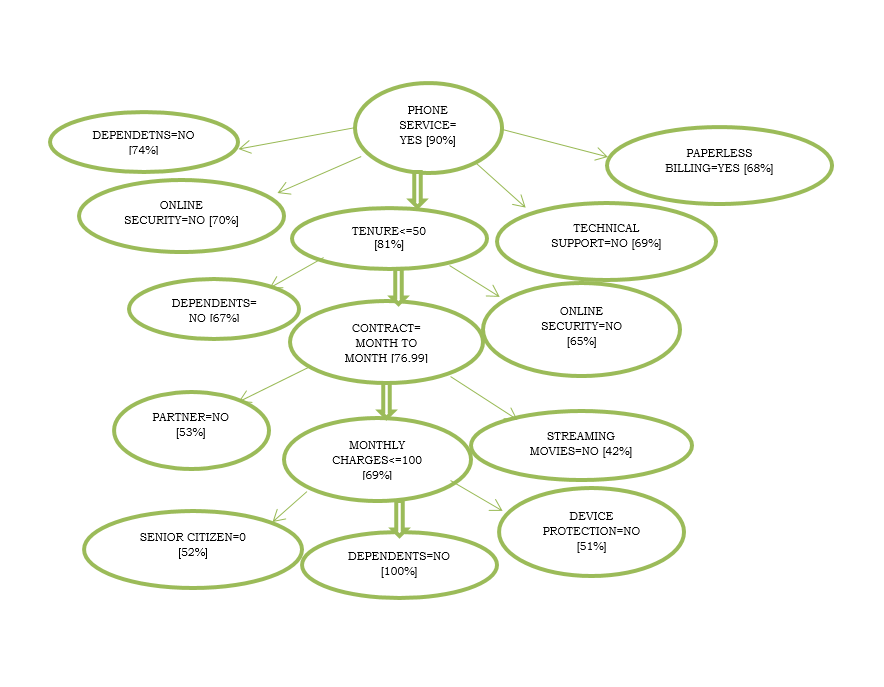 PHONE
SERVICE=
YES [90%]
DEPENDETNS=NO
[74%]
PAPERLESS
BILLING=YES [68%]
ONLINE
SECURITY=NO [70%]
TENURE<=50
[81%]
TECHNICAL
SUPPORT=NO [69%]
DEPENDENTS=
NO [67%]
CONTRACT=
MONTH TO
MONTH [76.99]
ONLINE
SECURITY=NO
[65%]
PARTNER=NO
[53%]
MONTHLY
CHARGES<=100
[69%]
STREAMING
MOVIES=NO [42%]
SENIOR CITIZEN=0
[52%]
DEPENDENTS=NO
[100%]
DEVICE
PROTECTION=NO
[51%]